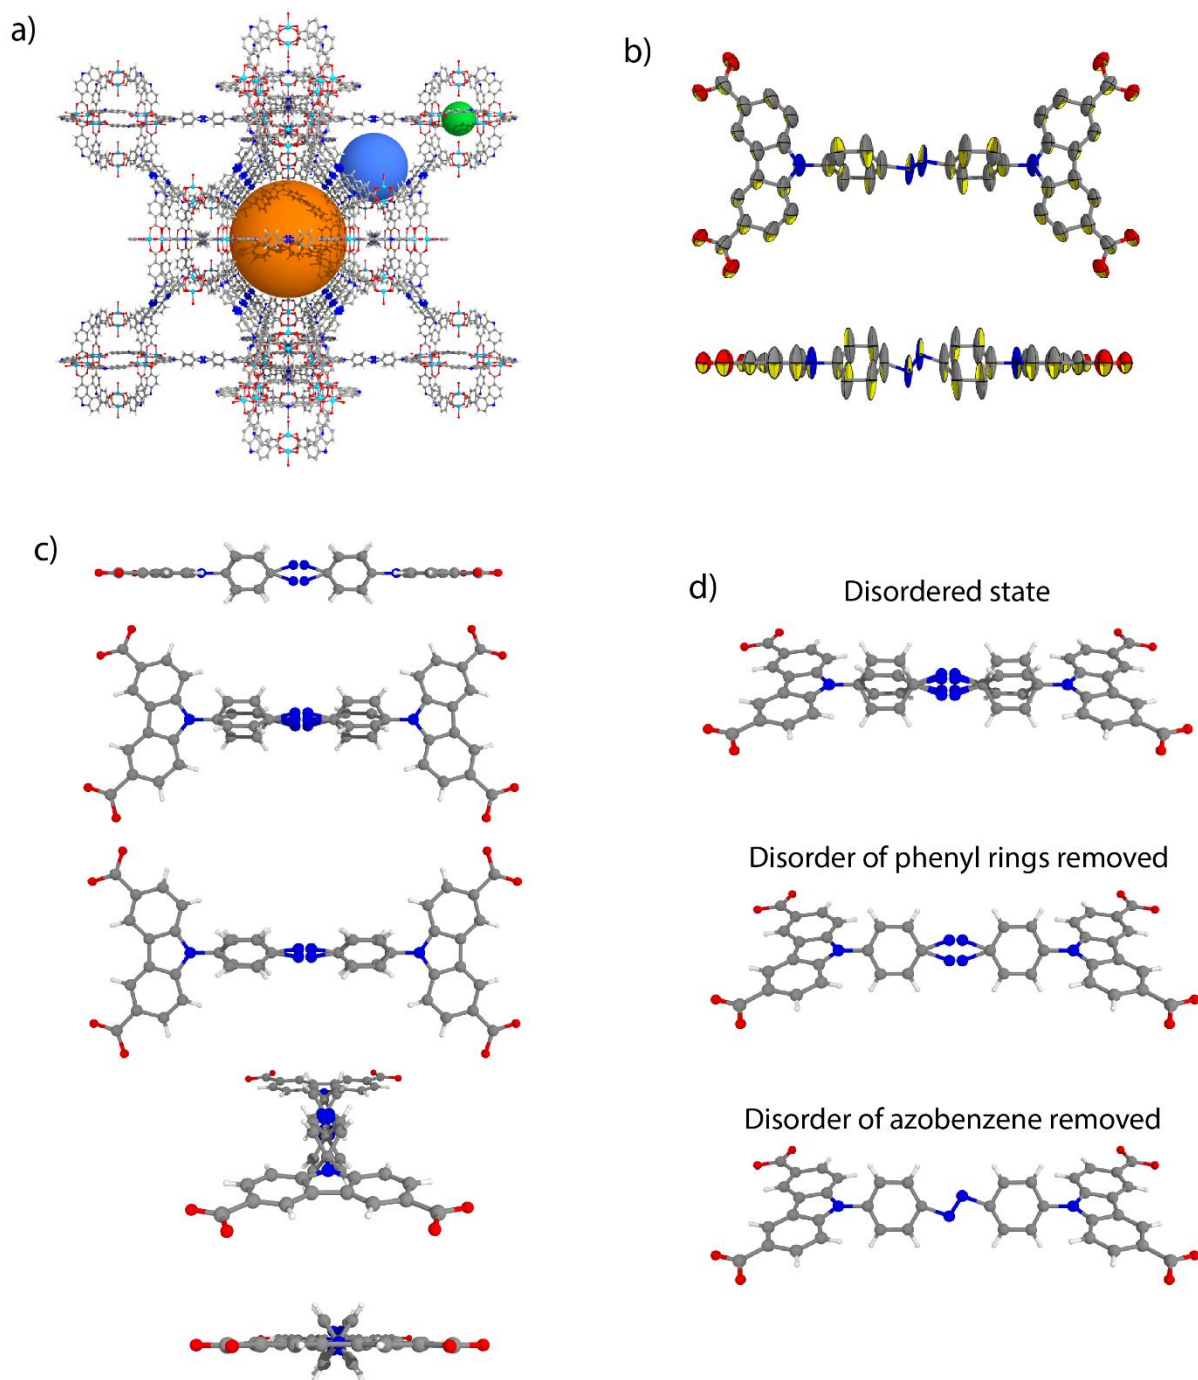 a)
b)
c)
d)
Disordered state
Disorder of phenyl rings removed
Disorder of azobenzene removed